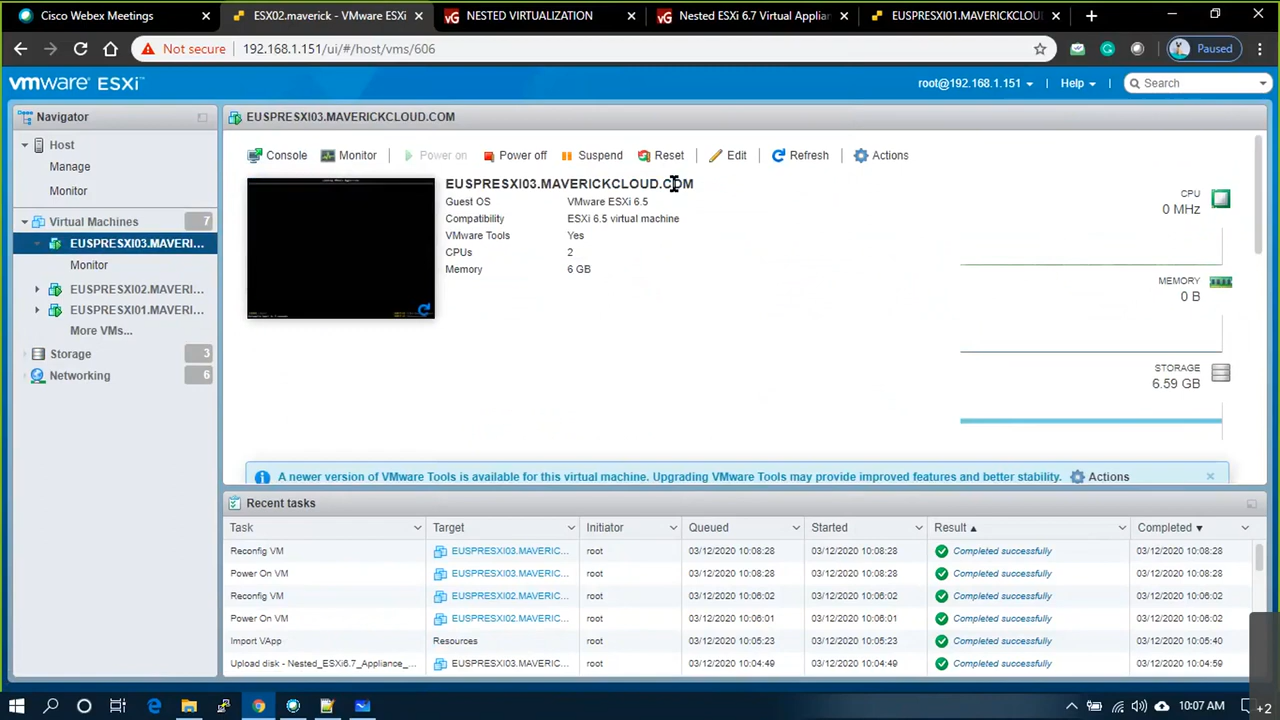 Cisco Webex Meetings
ESX02.maverick - VMware ESXi
NESTED VIRTUALIZATION
Nested ESXi 6.7 Virtual Applian
EUSPRESXI01.MAVERICKCLOUD
Not secure
192.168.1.151/ui/#/host/vms/606
Paused
vmware ESXi
root@192.168.1.151
Help
Search
Navigator
EUSPRESXI03.MAVERICKCLOUD.COM
Host
Manage
Monitor
Virtual Machines
7
EUSPRESXI03.MAVERI...
Monitor
EUSPRESXI02.MAVERI...
EUSPRESXI01.MAVERI...
More VMs...
Storage
3
Networking
6
Console
Monitor
Power on
Power off
Suspend
Reset
Edit
Refresh
Actions
EUSPRESXI03.MAVERICKCLOUD.COM
Guest OS VMware ESXi 6.5
Compatibility ESXi 6.5 virtual machine
VMware Tools Yes
CPUs 2
Memory 6 GB
CPU
0 MHz
MEMORY
0 B
STORAGE
6.59 GB
A newer version of VMware Tools is available for this virtual machine. Upgrading VMware Tools may provide improved features and better stability. Actions
Recent tasks
Task Target Initiator Queued Started Result Completed
Reconfig VM EUSPRESXI03.MAVERIC... root 03/12/2020 10:08:28 03/12/2020 10:08:28 Completed successfully 03/12/2020 10:08:28
Power On VM EUSPRESXI03.MAVERIC... root 03/12/2020 10:08:28 03/12/2020 10:08:28 Completed successfully 03/12/2020 10:08:28
Reconfig VM EUSPRESXI02.MAVERIC... root 03/12/2020 10:06:02 03/12/2020 10:06:02 Completed successfully 03/12/2020 10:06:02
Power On VM EUSPRESXI02.MAVERIC... root 03/12/2020 10:06:01 03/12/2020 10:06:01 Completed successfully 03/12/2020 10:06:02
Import VApp Resources root 03/12/2020 10:05:23 03/12/2020 10:05:23 Completed successfully 03/12/2020 10:05:40
Upload disk - Nested_ESXi6.7_Appliance_... EUSPRESXI03.MAVERIC... root 03/12/2020 10:04:49 03/12/2020 10:04:49 Completed successfully 03/12/2020 10:04:59
10:07 AM
+2